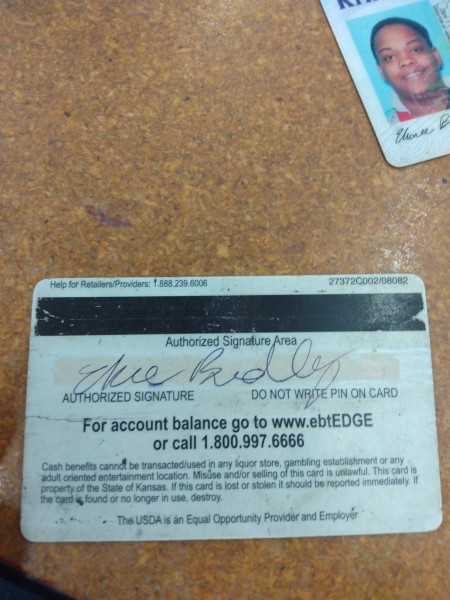 Help for Retailers/Providers: 1.888.239.6006
27372C002/08082
Authorized Signature Area
AUTHORIZED SIGNATURE
DO NOT WRITE PIN ON CARD
For account balance go to www.ebtEDGE
or call 1.800.997.6666
Cash benefits cannot be transacted/used in any liquor store, gambling establishment or any
adult oriented entertainment location. Misuse and/or selling of this card is unlawful. This card is
property of the State of Kansas. If this card is lost or stolen it should be reported immediately. If
the card is found or no longer in use, destroy.
The USDA is an Equal Opportunity Provider and Employer